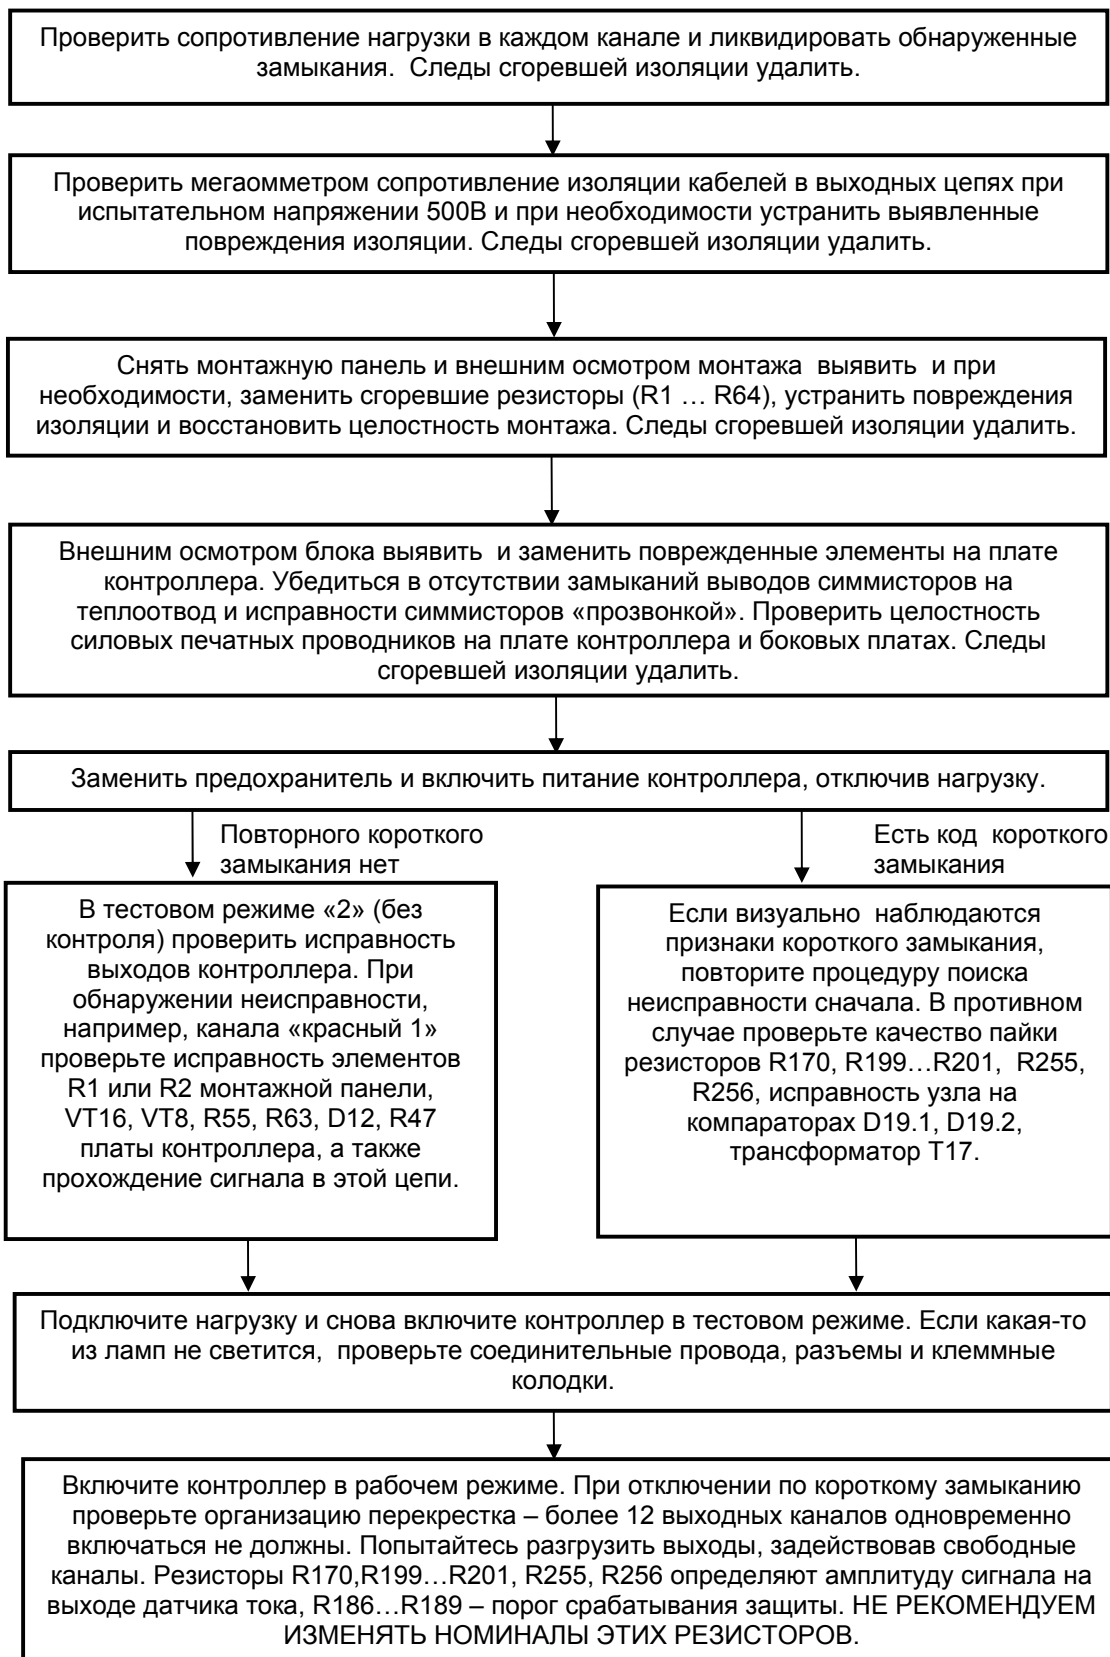 Проверить сопротивление нагрузки в каждом канале и ликвидировать обнаруженные
замыкания.  Следы сгоревшей изоляции удалить.
Проверить мегаомметром сопротивление изоляции кабелей в выходных цепях при
испытательном напряжении 500В и при необходимости устранить выявленные
повреждения изоляции. Следы сгоревшей изоляции удалить.
Снять монтажную панель и внешним осмотром монтажа  выявить  и при
необходимости, заменить сгоревшие резисторы (R1 … R64), устранить повреждения
изоляции и восстановить целостность монтажа. Следы сгоревшей изоляции удалить.
Внешним осмотром блока выявить  и заменить поврежденные элементы на плате
контроллера. Убедиться в отсутствии замыканий выводов симмисторов на
теплоотвод и исправности симмисторов «прозвонкой». Проверить целостность
силовых печатных проводников на плате контроллера и боковых платах. Следы
сгоревшей изоляции удалить.
Заменить предохранитель и включить питание контроллера, отключив нагрузку.
Повторного короткого
замыкания нет
Есть код  короткого
замыкания
В тестовом режиме «2» (без
контроля) проверить исправность
выходов контроллера. При
обнаружении неисправности,
например, канала «красный 1»
проверьте исправность элементов
R1 или R2 монтажной панели,
VT16, VT8, R55, R63, D12, R47
платы контроллера, а также
прохождение сигнала в этой цепи.
Если визуально  наблюдаются
признаки короткого замыкания,
повторите процедуру поиска
неисправности сначала. В противном
случае проверьте качество пайки
резисторов R170, R199…R201,  R255,
R256, исправность узла на
компараторах D19.1, D19.2,
трансформатор Т17.
Подключите нагрузку и снова включите контроллер в тестовом режиме. Если какая-то
из ламп не светится,  проверьте соединительные провода, разъемы и клеммные
колодки.
Включите контроллер в рабочем режиме. При отключении по короткому замыканию
проверьте организацию перекрестка – более 12 выходных каналов одновременно
включаться не должны. Попытайтесь разгрузить выходы, задействовав свободные
каналы. Резисторы R170,R199…R201, R255, R256 определяют амплитуду сигнала на
выходе датчика тока, R186…R189 – порог срабатывания защиты. НЕ РЕКОМЕНДУЕМ
ИЗМЕНЯТЬ НОМИНАЛЫ ЭТИХ РЕЗИСТОРОВ.